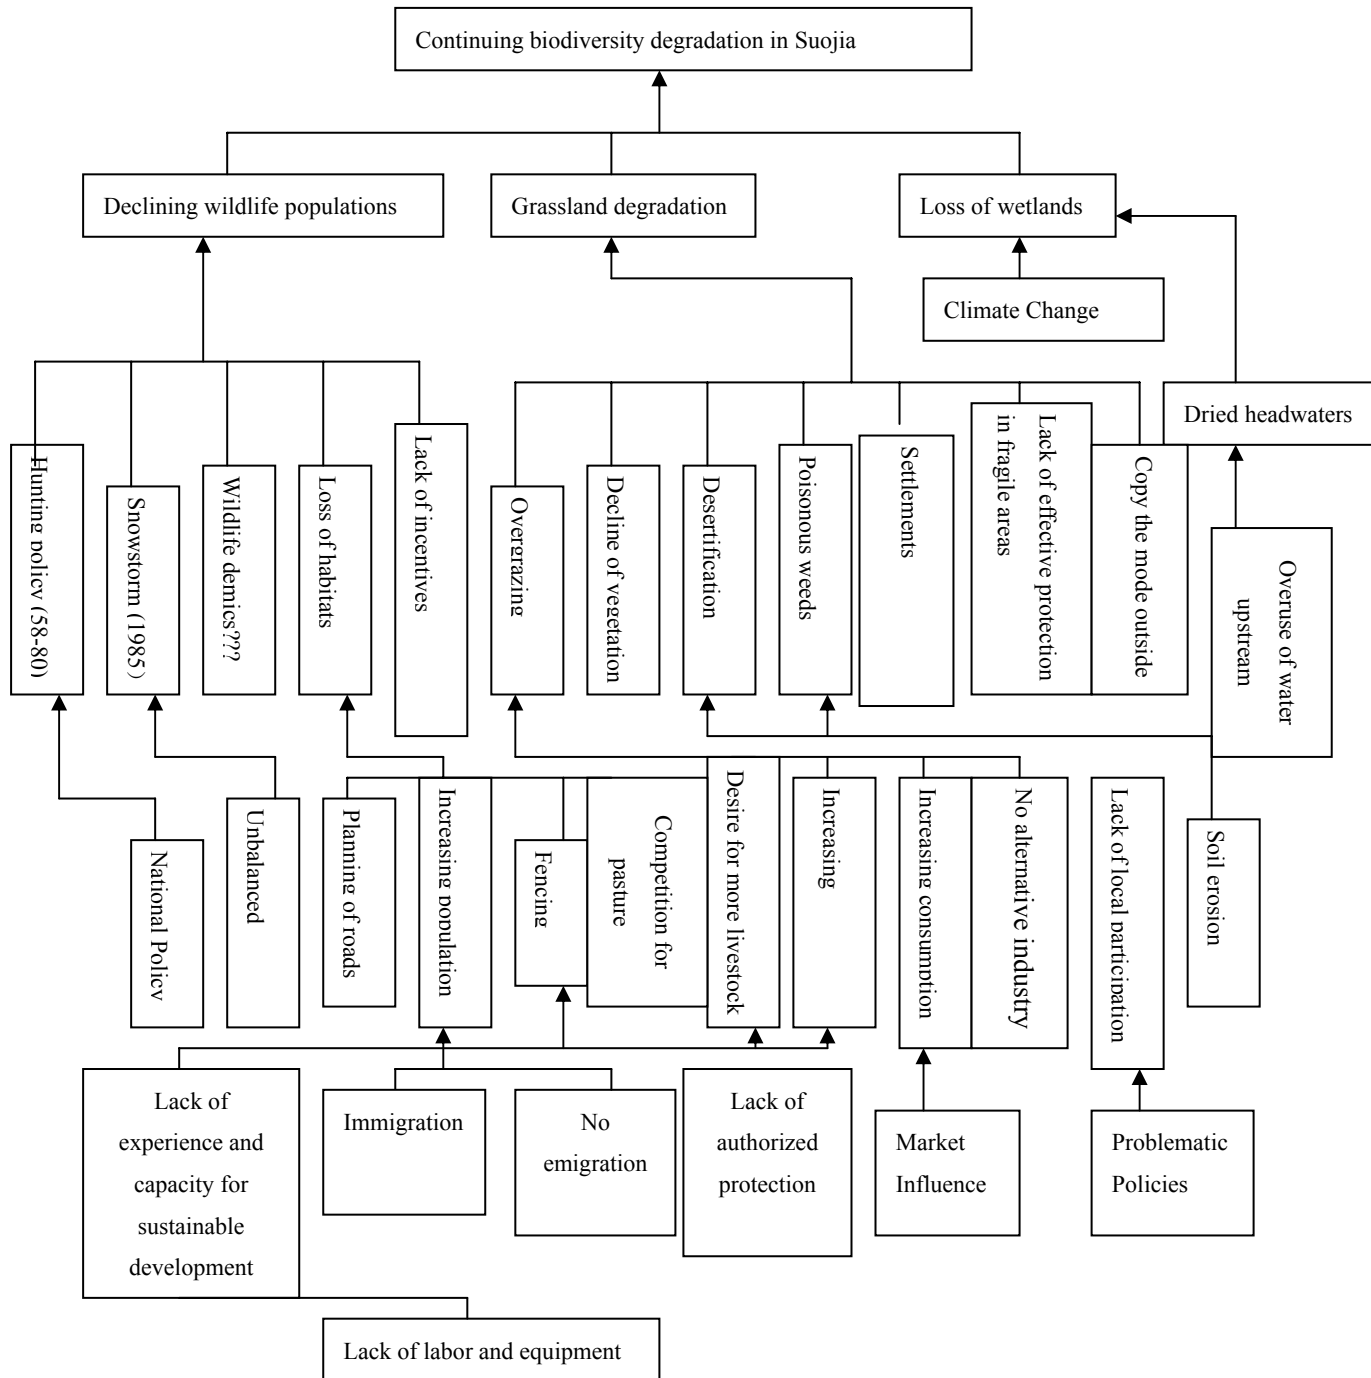 Continuing biodiversity degradation in Suojia
Declining wildlife populations
Grassland degradation
Loss of wetlands
Climate Change
Dried headwaters
Hunting policy (58-80)
Snowstorm (1985)
Wildlife demics???
Loss of habitats
Lack of incentives
Overgrazing
Decline of vegetation
Desertification
Poisonous weeds
Settlements
Lack of effective protection
in fragile areas
Copy the mode outside
Overuse of water
upstream
National Policy
Unbalanced
Planning of roads
Increasing population
Fencing
Competition for
pasture
Desire for more livestock
Increasing
Increasing consumption
No alternative industry
Lack of local participation
Soil erosion
Lack of
experience and
capacity for
sustainable
development
Immigration
No
emigration
Lack of
authorized
protection
Market
Influence
Problematic
Policies
Lack of labor and equipment